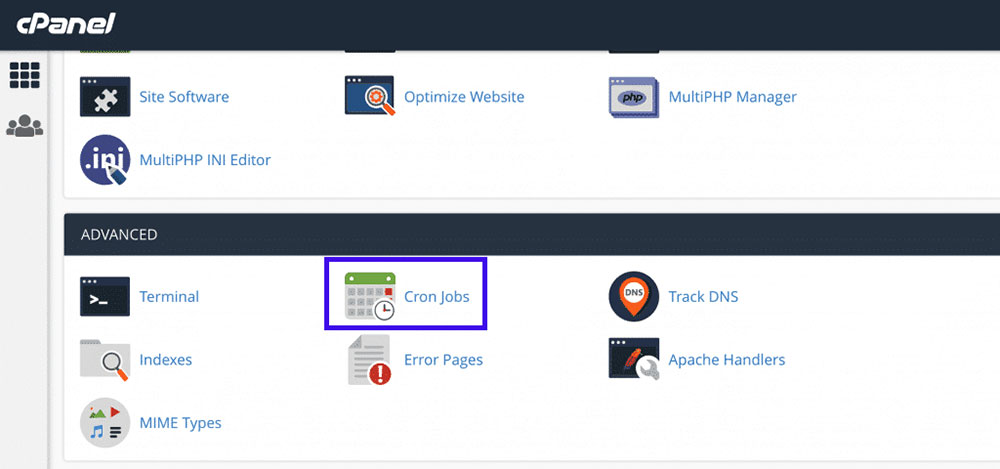 cPanel
Site Software
Optimize Website
php
MultiPHP Manager
.ini
MultiPHP INI Editor
ADVANCED
>_
Terminal
Cron Jobs
DNS
Track DNS
Indexes
!
Error Pages
Apache Handlers
MIME Types